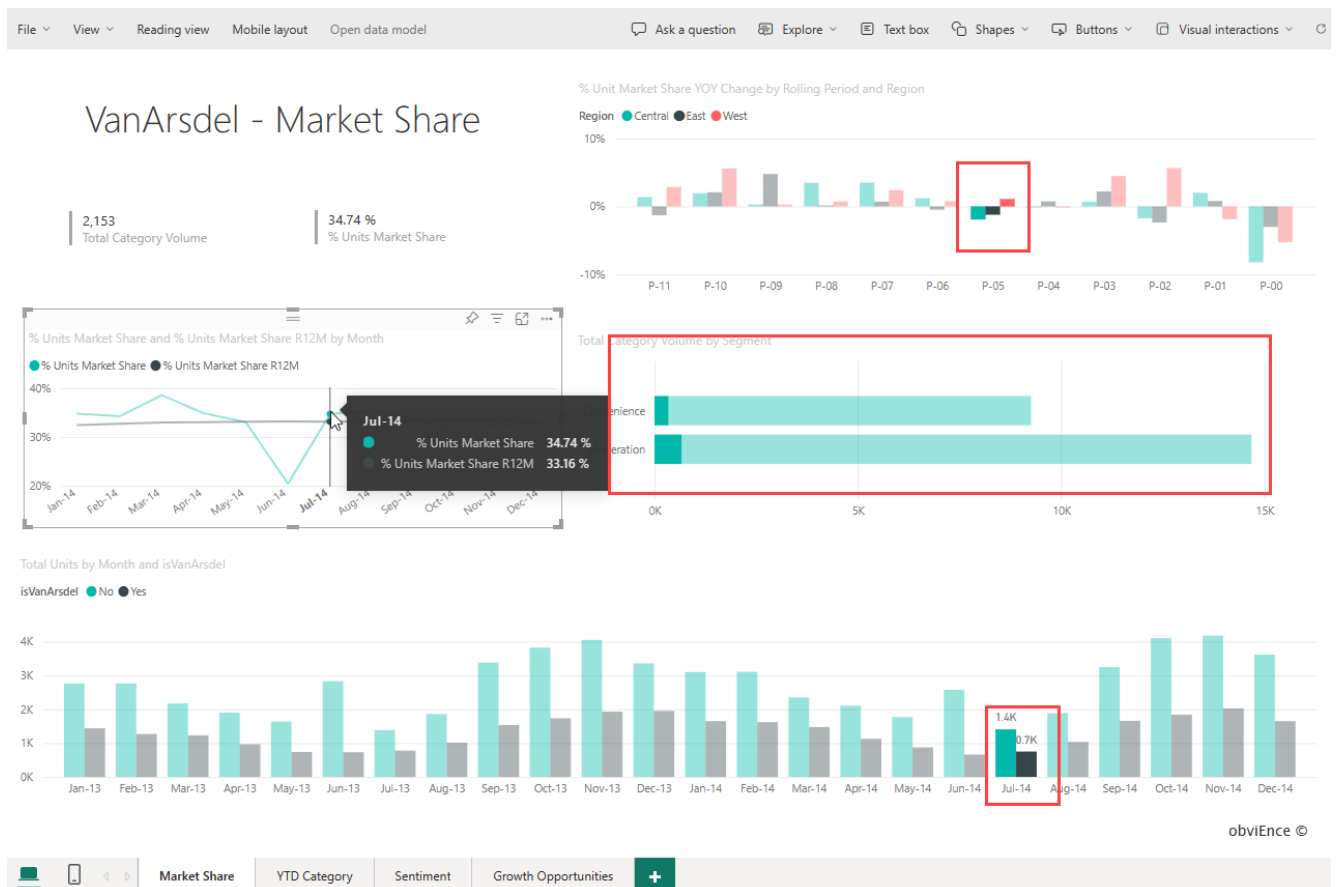 File View Reading view Mobile layout Open data model Ask a question Explore Text box Shapes Buttons Visual interactions
VanArsdel - Market Share
2,153
Total Category Volume
34.74 %
% Units Market Share
% Unit Market Share YOY Change by Rolling Period and Region
Region Central East West
10%
0%
-10%
P-11 P-10 P-09 P-08 P-07 P-06 P-05 P-04 P-03 P-02 P-01 P-00
% Units Market Share and % Units Market Share R12M by Month
% Units Market Share % Units Market Share R12M
40%
30%
20%
Jan-14 Feb-14 Mar-14 Apr-14 May-14 Jun-14 Jul-14 Aug-14 Sep-14 Oct-14 Nov-14 Dec-14
Jul-14
% Units Market Share 34.74 %
% Units Market Share R12M 33.16 %
Total Category Volume by Segment
0K 5K 10K 15K
Total Units by Month and isVanArsdel
isVanArsdel No Yes
4K
3K
2K
1K
0K
1.4K
0.7K
Jan-13 Feb-13 Mar-13 Apr-13 May-13 Jun-13 Jul-13 Aug-13 Sep-13 Oct-13 Nov-13 Dec-13 Jan-14 Feb-14 Mar-14 Apr-14 May-14 Jun-14 Jul-14 Aug-14 Sep-14 Oct-14 Nov-14 Dec-14
obviEnce ©
Market Share YTD Category Sentiment Growth Opportunities